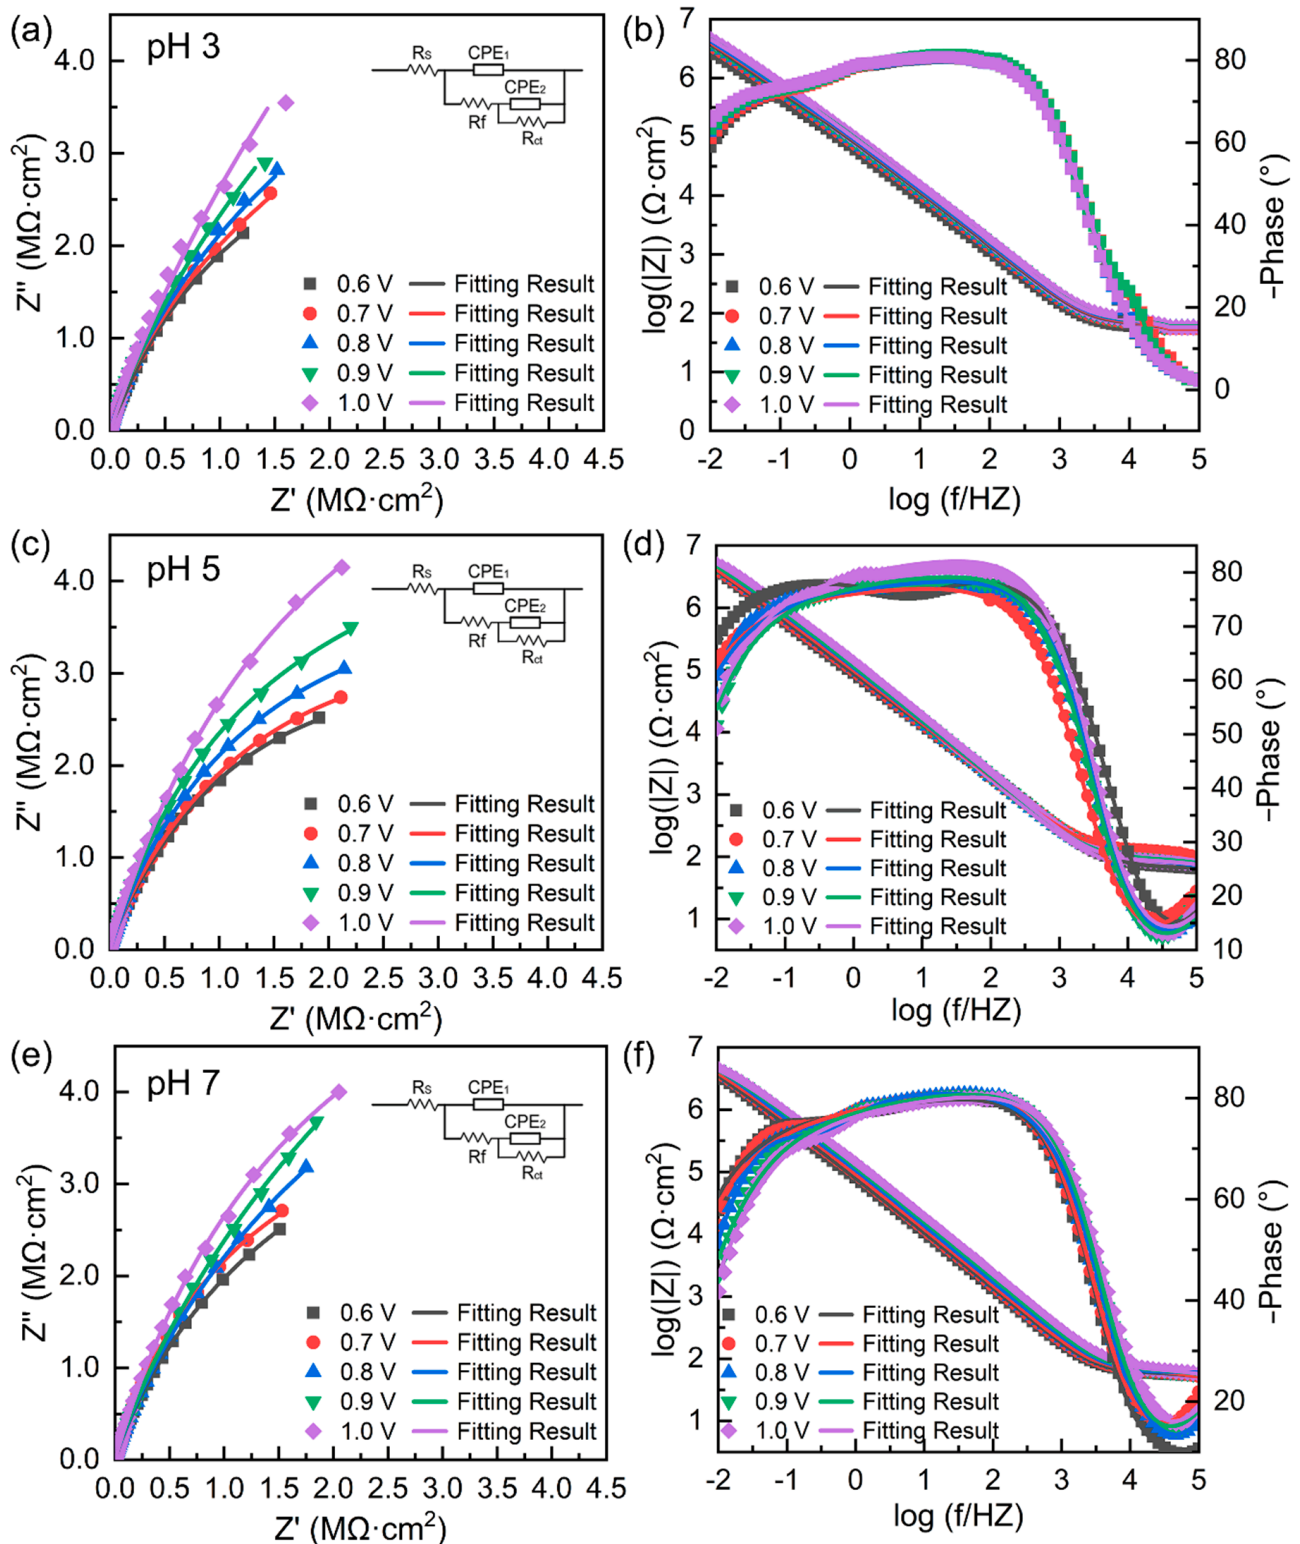 (a)
pH 3
Z'' (MΩ·cm²)
4.0
3.0
2.0
1.0
0.0
Rs
CPE1
CPE2
Rf
Rct
0.6 V Fitting Result
0.7 V Fitting Result
0.8 V Fitting Result
0.9 V Fitting Result
1.0 V Fitting Result
0.0 0.5 1.0 1.5 2.0 2.5 3.0 3.5 4.0 4.5
Z' (MΩ·cm²)
(b)
log(|Z|) (Ω·cm²)
7
6
5
4
3
2
1
0
0.6 V Fitting Result
0.7 V Fitting Result
0.8 V Fitting Result
0.9 V Fitting Result
1.0 V Fitting Result
80
60
40
20
0
−Phase (°)
-2 -1 0 1 2 3 4 5
log (f/HZ)
(c)
pH 5
Z'' (MΩ·cm²)
4.0
3.0
2.0
1.0
0.0
Rs
CPE1
CPE2
Rf
Rct
0.6 V Fitting Result
0.7 V Fitting Result
0.8 V Fitting Result
0.9 V Fitting Result
1.0 V Fitting Result
0.0 0.5 1.0 1.5 2.0 2.5 3.0 3.5 4.0 4.5
Z' (MΩ·cm²)
(d)
log(|Z|) (Ω·cm²)
7
6
5
4
3
2
1
0.6 V Fitting Result
0.7 V Fitting Result
0.8 V Fitting Result
0.9 V Fitting Result
1.0 V Fitting Result
80
70
60
50
40
30
20
10
−Phase (°)
-2 -1 0 1 2 3 4 5
log (f/HZ)
(e)
pH 7
Z'' (MΩ·cm²)
4.0
3.0
2.0
1.0
0.0
Rs
CPE1
CPE2
Rf
Rct
0.6 V Fitting Result
0.7 V Fitting Result
0.8 V Fitting Result
0.9 V Fitting Result
1.0 V Fitting Result
0.0 0.5 1.0 1.5 2.0 2.5 3.0 3.5 4.0 4.5
Z' (MΩ·cm²)
(f)
log(|Z|) (Ω·cm²)
7
6
5
4
3
2
1
0.6 V Fitting Result
0.7 V Fitting Result
0.8 V Fitting Result
0.9 V Fitting Result
1.0 V Fitting Result
80
60
40
20
−Phase (°)
-2 -1 0 1 2 3 4 5
log (f/HZ)